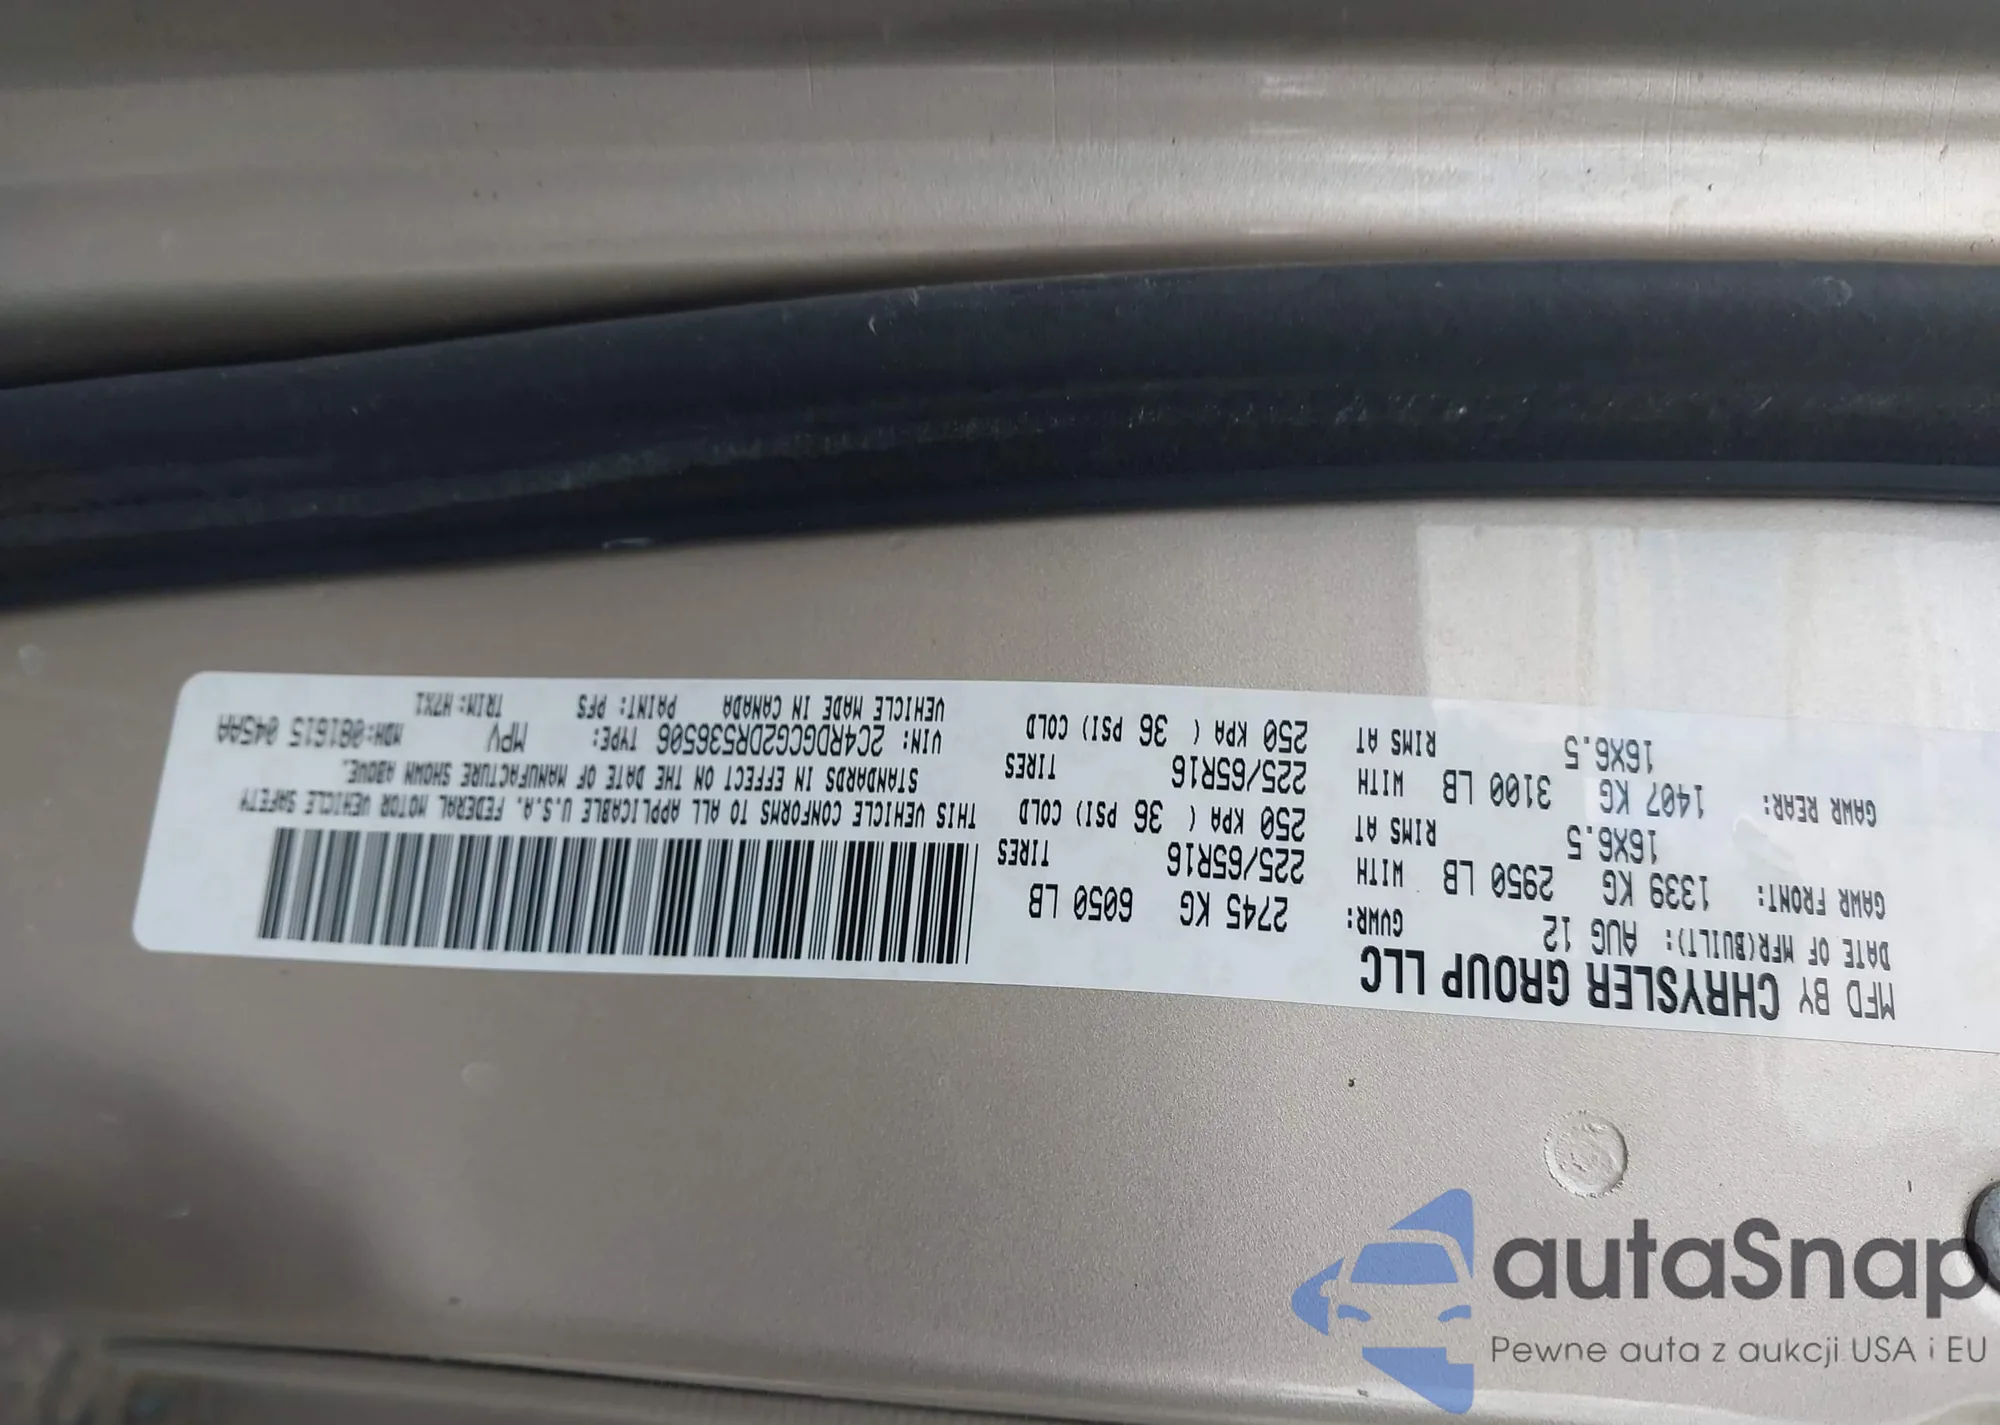 MFD BY CHRYSLER GROUP LLC
DATE OF MFR(BUILT): AUG 12 GVWR: 2745 KG 6050 LB
GAWR FRONT: 1339 KG 2950 LB WITH 225/65R16 TIRES
16X6.5 RIMS AT 250 KPA ( 36 PSI) COLD
GAWR REAR: 1407 KG 3100 LB WITH 225/65R16 TIRES
16X6.5 RIMS AT 250 KPA ( 36 PSI) COLD
THIS VEHICLE CONFORMS TO ALL APPLICABLE U.S.A. FEDERAL MOTOR VEHICLE SAFETY
STANDARDS IN EFFECT ON THE DATE OF MANUFACTURE SHOWN ABOVE.
VIN: 2C4RDGCG2DR536506 TYPE: MPV MDH:081615 045AA
VEHICLE MADE IN CANADA PAINT: PFS TRIM: H7X1
autaSnap
Pewne auta z aukcji USA i EU